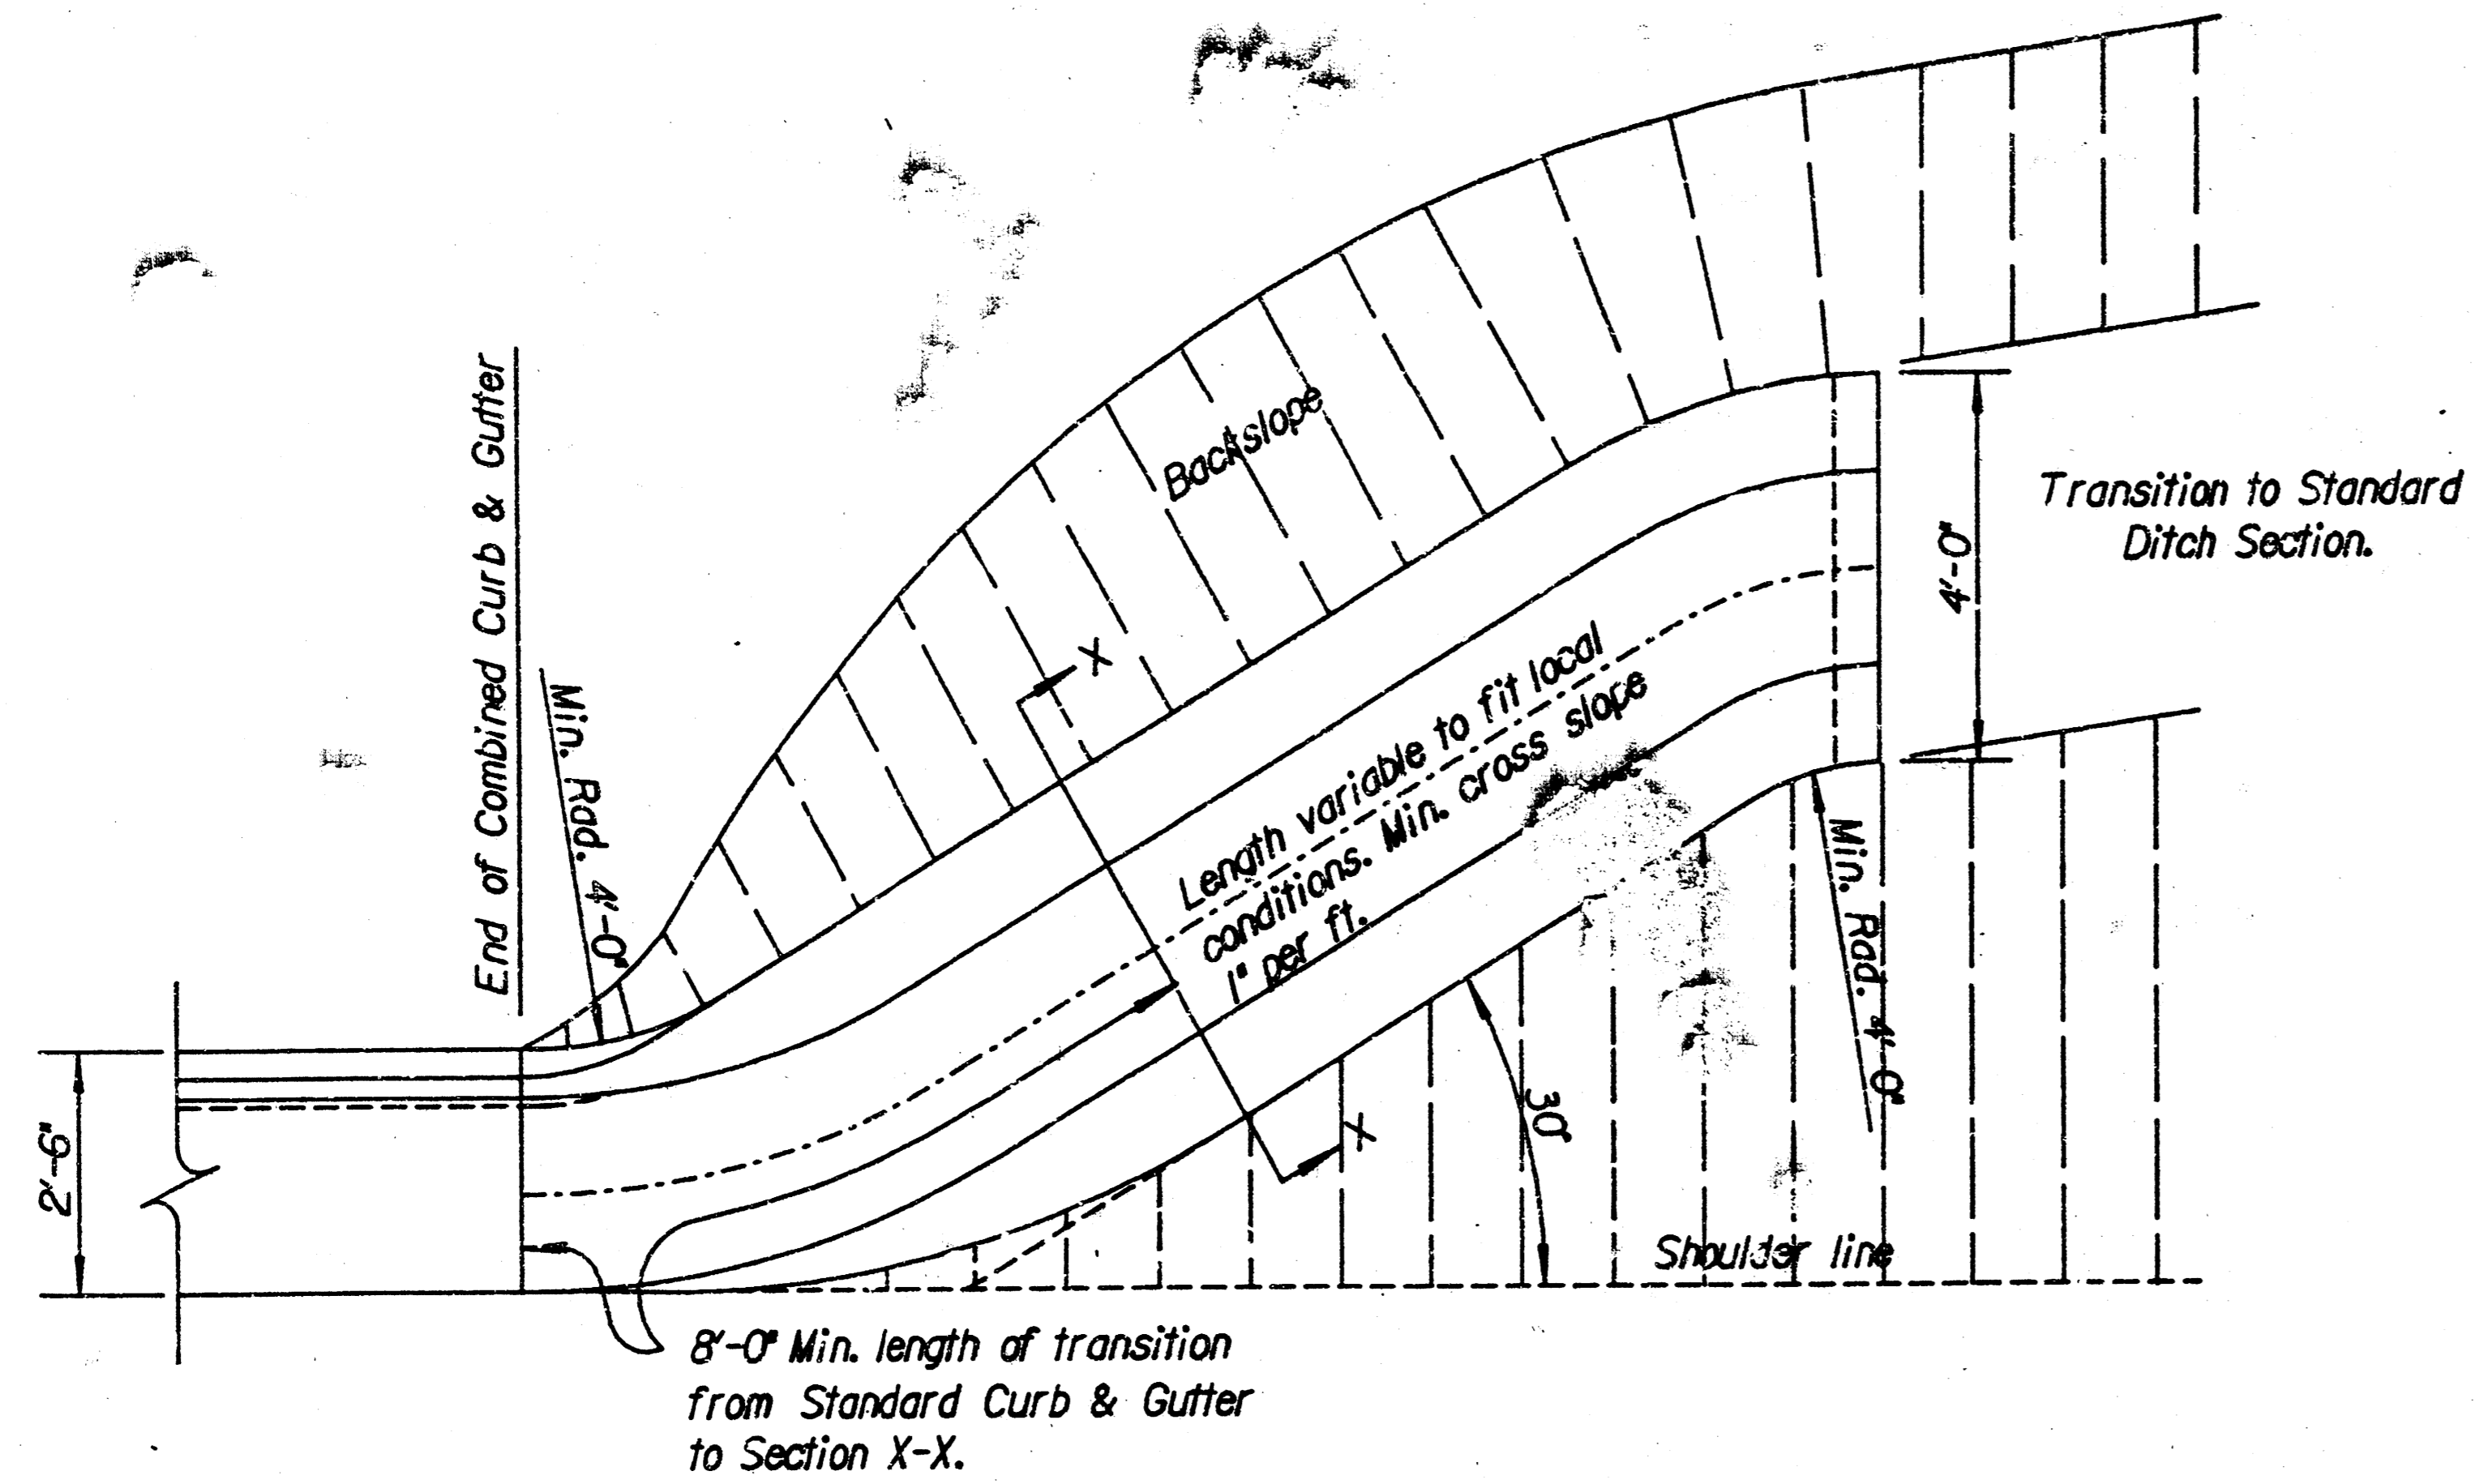 End of Combined Curb & Gutter
Min. Rad. 4'-0"
Backslope
X
Length variable to fit local
conditions. Min. cross slope
1" per ft.
X
4'-0"
Transition to Standard
Ditch Section.
Min. Rad. 4'-0"
30°
Shoulder line
2'-6"
8'-0" Min. length of transition
from Standard Curb & Gutter
to Section X-X.